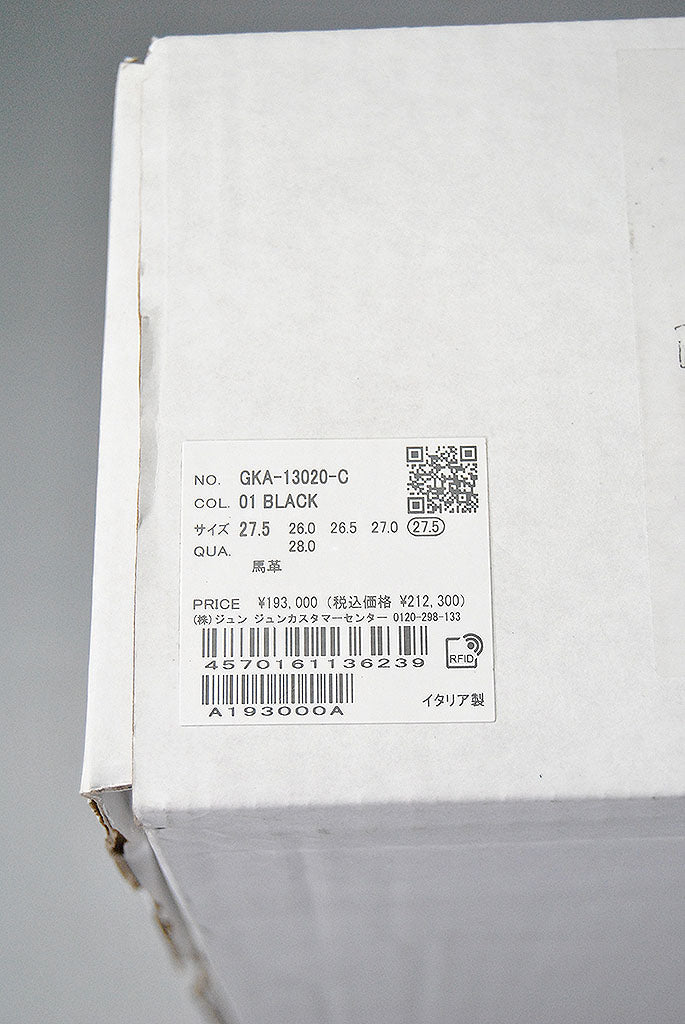 NO. GKA-13020-C
COL. 01 BLACK
サイズ 27.5 26.0 26.5 27.0 27.5
QUA. 28.0
馬革
PRICE ¥193,000 (税込価格 ¥212,300)
(株)ジュン ジュンカスタマーセンター 0120-298-133
4570161136239
RFID
A193000A
イタリア製